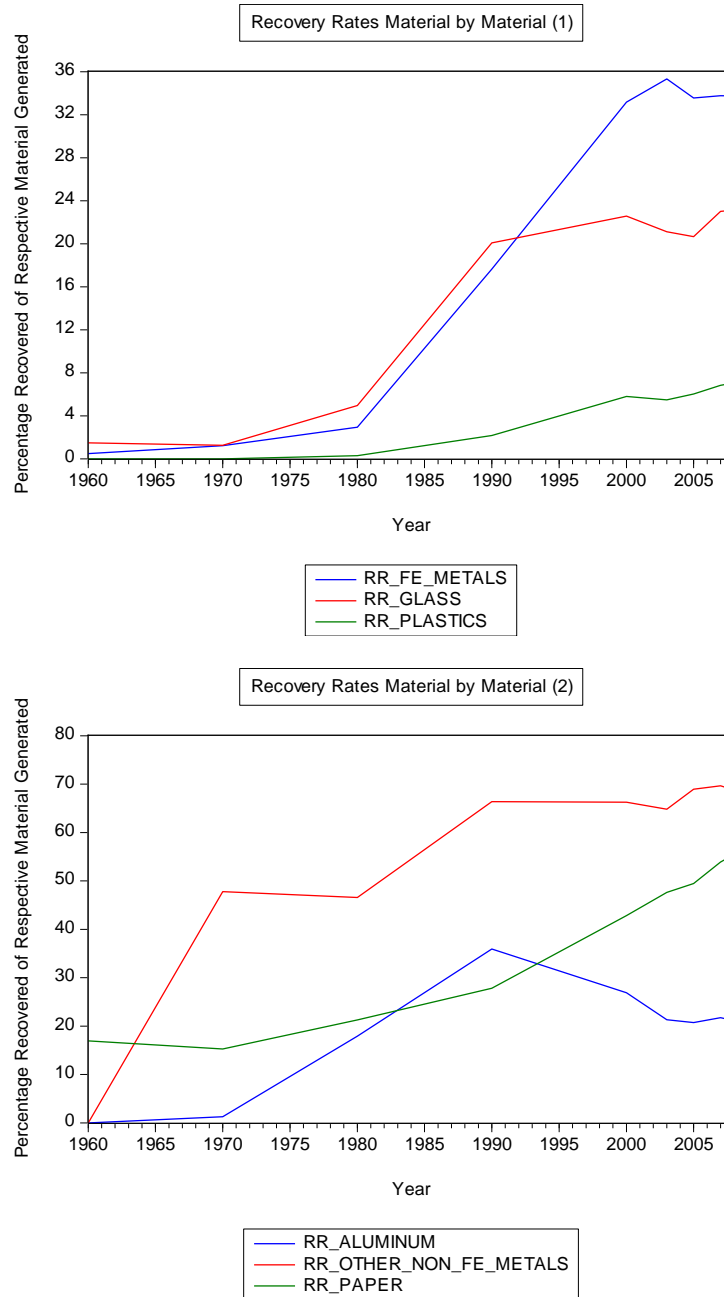 Recovery Rates Material by Material (1)
Percentage Recovered of Respective Material Generated
36
32
28
24
20
16
12
8
4
0
1960 1965 1970 1975 1980 1985 1990 1995 2000 2005
Year
RR_FE_METALS
RR_GLASS
RR_PLASTICS
Recovery Rates Material by Material (2)
Percentage Recovered of Respective Material Generated
80
70
60
50
40
30
20
10
0
1960 1965 1970 1975 1980 1985 1990 1995 2000 2005
Year
RR_ALUMINUM
RR_OTHER_NON_FE_METALS
RR_PAPER